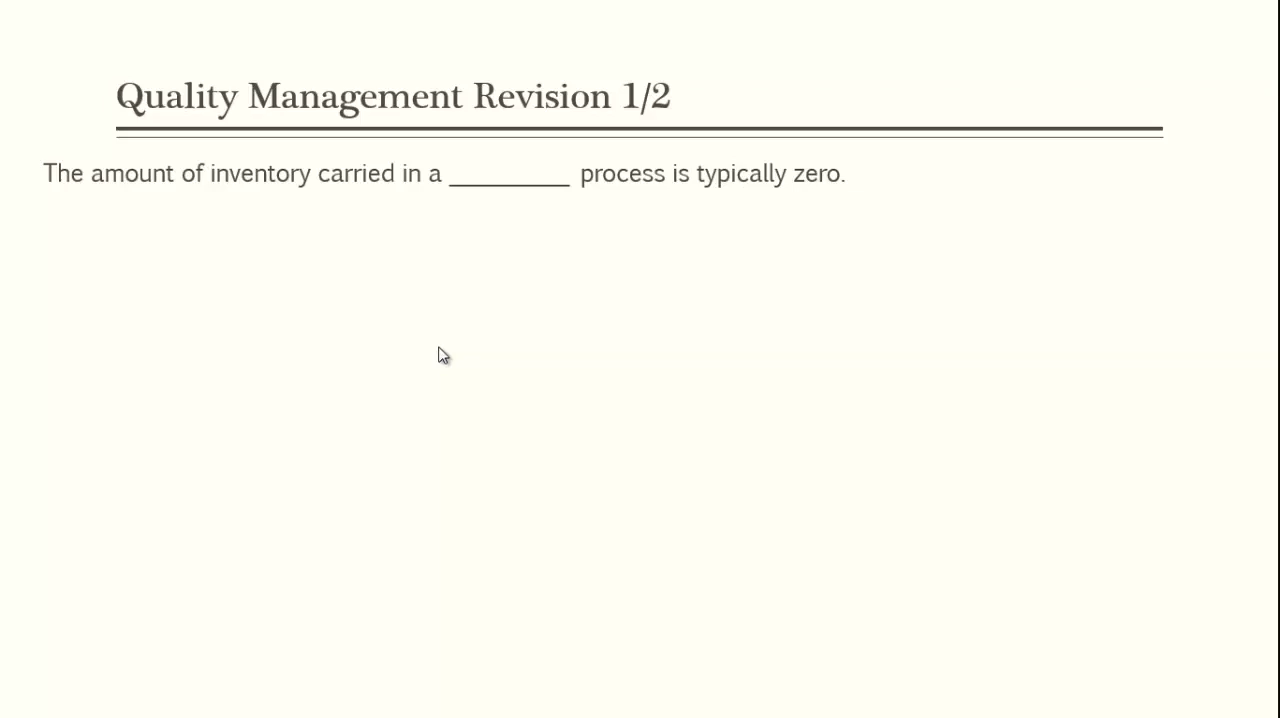 Quality Management Revision 1/2
The amount of inventory carried in a __________ process is typically zero.